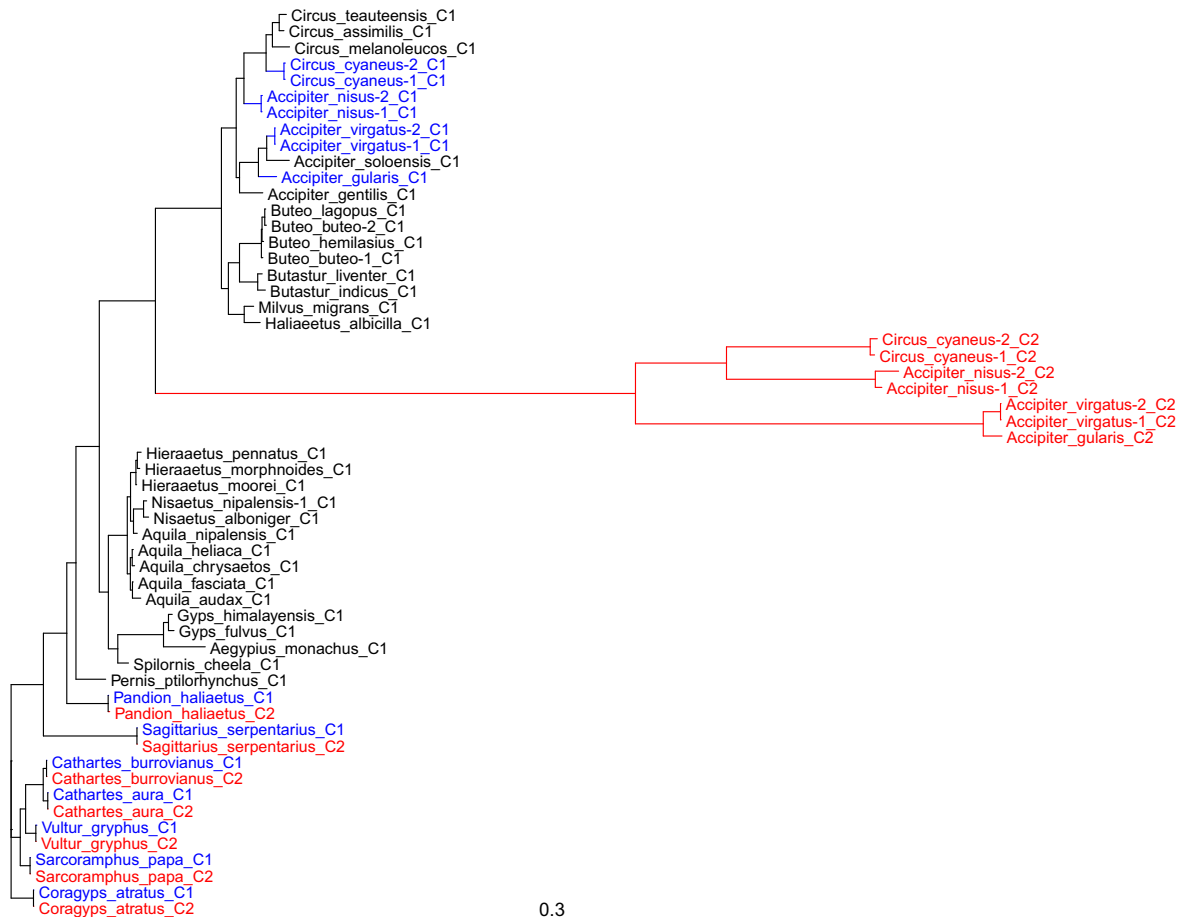 Circus_teauteensis_C1
Circus_assimilis_C1
Circus_melanoleucos_C1
Circus_cyaneus-2_C1
Circus_cyaneus-1_C1
Accipiter_nisus-2_C1
Accipiter_nisus-1_C1
Accipiter_virgatus-2_C1
Accipiter_virgatus-1_C1
Accipiter_soloensis_C1
Accipiter_gularis_C1
Accipiter_gentilis_C1
Buteo_lagopus_C1
Buteo_buteo-2_C1
Buteo_hemilasius_C1
Buteo_buteo-1_C1
Butastur_liventer_C1
Butastur_indicus_C1
Milvus_migrans_C1
Haliaeetus_albicilla_C1
Circus_cyaneus-2_C2
Circus_cyaneus-1_C2
Accipiter_nisus-2_C2
Accipiter_nisus-1_C2
Accipiter_virgatus-2_C2
Accipiter_virgatus-1_C2
Accipiter_gularis_C2
Hieraaetus_pennatus_C1
Hieraaetus_morphnoides_C1
Hieraaetus_moorei_C1
Nisaetus_nipalensis-1_C1
Nisaetus_alboniger_C1
Aquila_nipalensis_C1
Aquila_heliaca_C1
Aquila_chrysaetos_C1
Aquila_fasciata_C1
Aquila_audax_C1
Gyps_himalayensis_C1
Gyps_fulvus_C1
Aegypius_monachus_C1
Spilornis_cheela_C1
Pernis_ptilorhynchus_C1
Pandion_haliaetus_C1
Pandion_haliaetus_C2
Sagittarius_serpentarius_C1
Sagittarius_serpentarius_C2
Cathartes_burrovianus_C1
Cathartes_burrovianus_C2
Cathartes_aura_C1
Cathartes_aura_C2
Vultur_gryphus_C1
Vultur_gryphus_C2
Sarcoramphus_papa_C1
Sarcoramphus_papa_C2
Coragyps_atratus_C1
Coragyps_atratus_C2
0.3